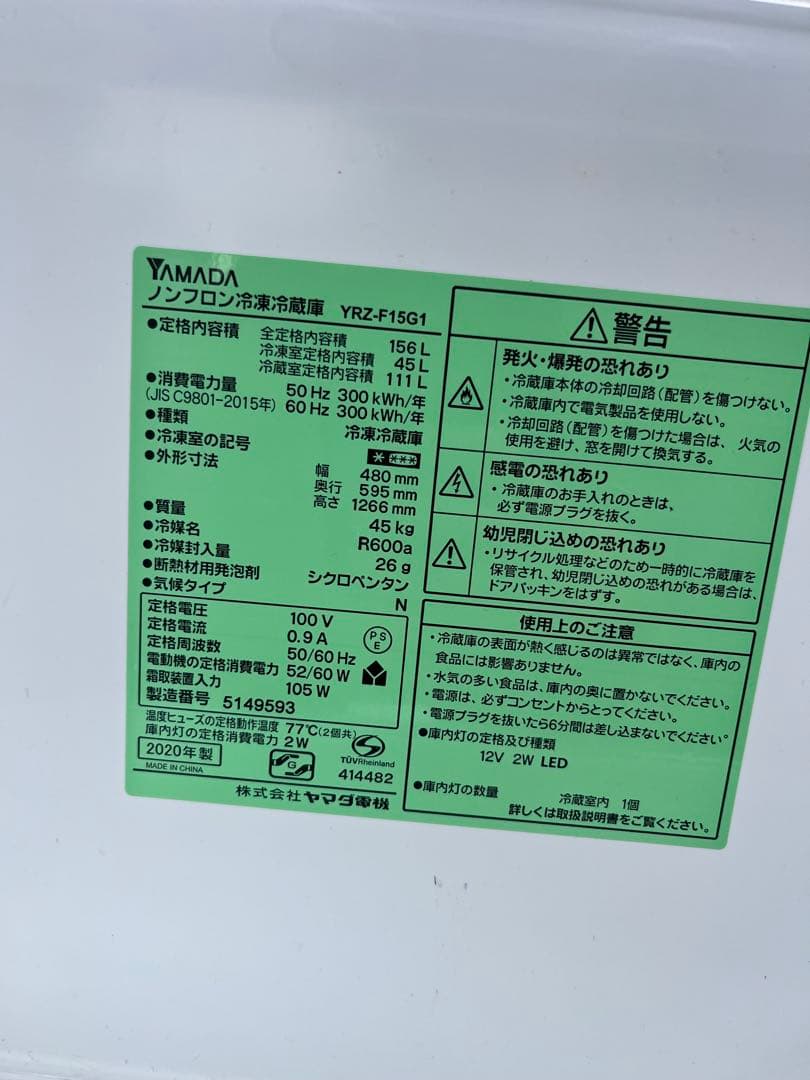 YAMADA
ノンフロン冷凍冷蔵庫 YRZ-F15G1
●定格内容積 全定格内容積 156 L
冷凍室定格内容積 45 L
冷蔵室定格内容積 111 L
●消費電力量 50 Hz 300 kWh/年
(JIS C9801-2015年) 60 Hz 300 kWh/年
●種類 冷凍冷蔵庫
●冷凍室の記号 * ***
●外形寸法 幅 480 mm
奥行 595 mm
高さ 1266 mm
●質量 45 kg
●冷媒名 R600a
●冷媒封入量 26 g
●断熱材用発泡剤 シクロペンタン
●気候タイプ N
定格電圧 100 V
定格電流 0.9 A
定格周波数 50/60 Hz
電動機の定格消費電力 52/60 W
霜取装置入力 105 W
製造番号 5149593
PSE
温度ヒューズの定格動作温度 77℃(2個共)
庫内灯の定格消費電力 2W
2020年製
MADE IN CHINA
G
TÜVRheinland
414482
株式会社ヤマダ電機
警告
発火・爆発の恐れあり
・冷蔵庫本体の冷却回路(配管)を傷つけない。
・冷蔵庫内で電気製品を使用しない。
・冷却回路(配管)を傷つけた場合は、火気の
使用を避け、窓を開けて換気する。
感電の恐れあり
・冷蔵庫のお手入れのときは、
必ず電源プラグを抜く。
幼児閉じ込めの恐れあり
・リサイクル処理などのため一時的に冷蔵庫を
保管され、幼児閉じ込めの恐れがある場合は、
ドアパッキンをはずす。
使用上のご注意
・冷蔵庫の表面が熱く感じるのは異常ではなく、庫内の
食品には影響ありません。
・水気の多い食品は、庫内の奥に置かないでください。
・電源は、必ずコンセントからとってください。
・電源プラグを抜いたら6分間は差し込まないでください。
●庫内灯の定格及び種類
12V 2W LED
●庫内灯の数量 冷蔵室内 1個
詳しくは取扱説明書をご覧ください。